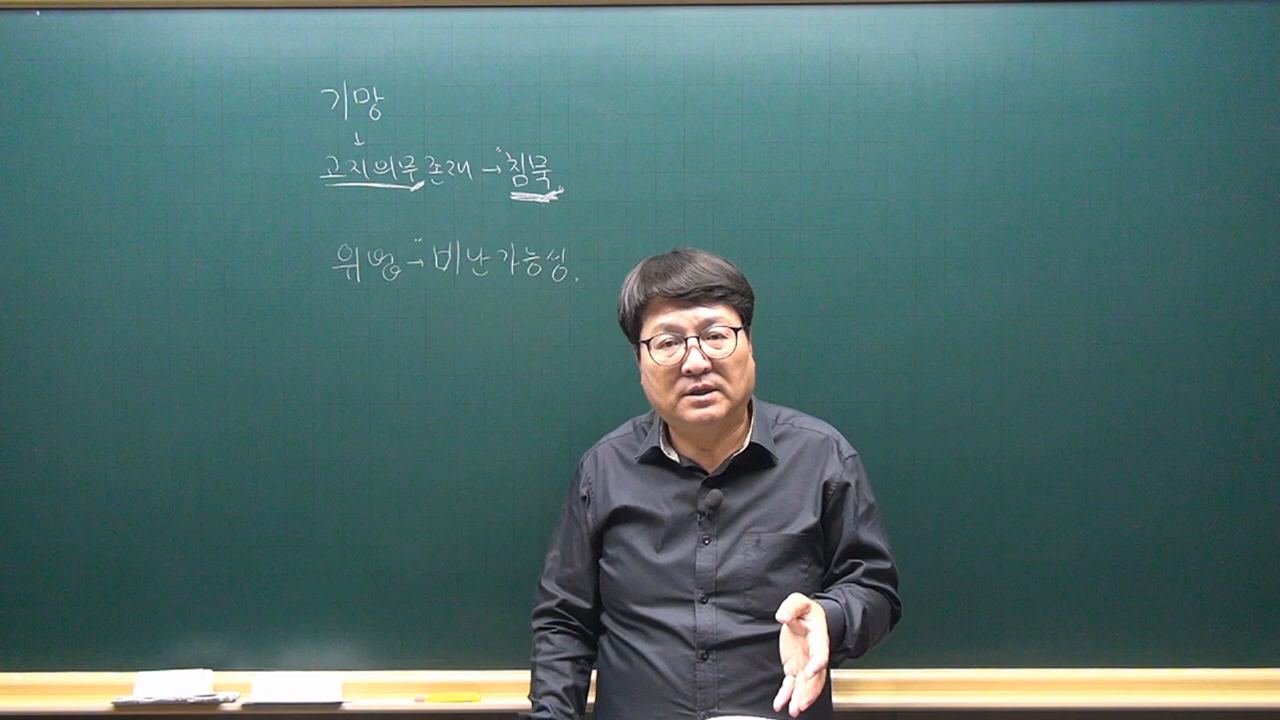 기망
↓
고지의무 존재 → 침묵
위법 → 비난가능성.